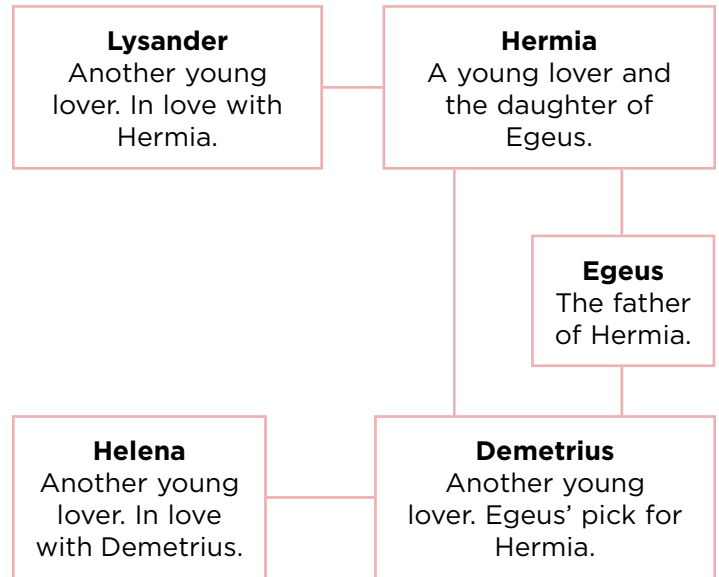 Lysander
Another young
lover. In love with
Hermia.
Hermia
A young lover and
the daughter of
Egeus.
Egeus
The father
of Hermia.
Helena
Another young
lover. In love
with Demetrius.
Demetrius
Another young
lover. Egeus’ pick for
Hermia.